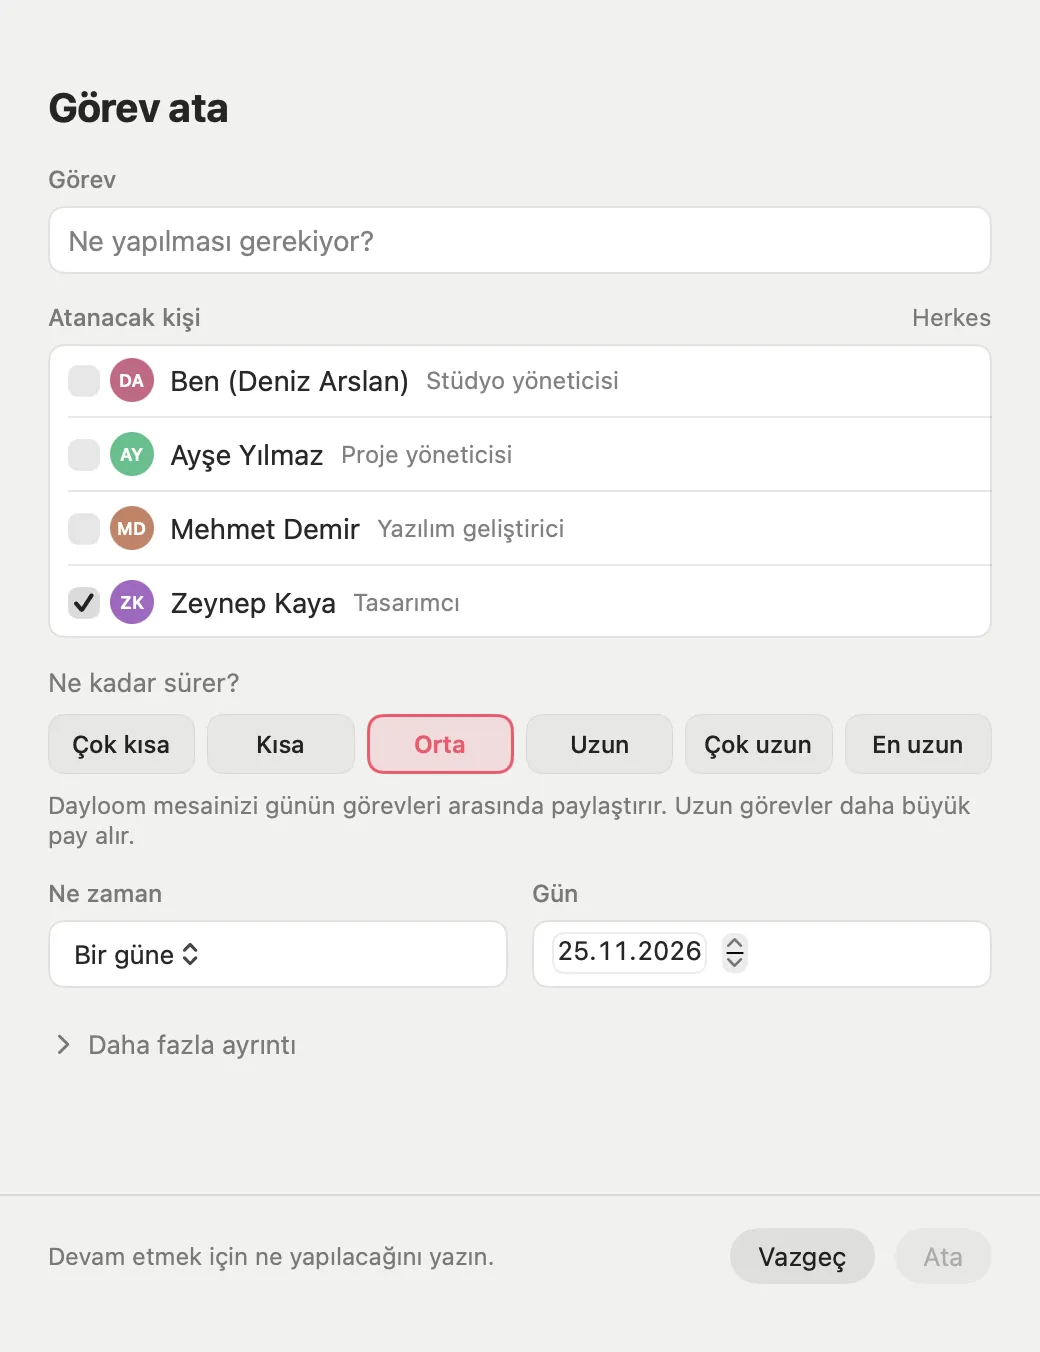 Görev ata
Görev
Ne yapılması gerekiyor?
Atanacak kişi Herkes
DA Ben (Deniz Arslan) Stüdyo yöneticisi
AY Ayşe Yılmaz Proje yöneticisi
MD Mehmet Demir Yazılım geliştirici
ZK Zeynep Kaya Tasarımcı
Ne kadar sürer?
Çok kısa Kısa Orta Uzun Çok uzun En uzun
Dayloom mesainizi günün görevleri arasında paylaştırır. Uzun görevler daha büyük
pay alır.
Ne zaman Gün
Bir güne 25.11.2026
Daha fazla ayrıntı
Devam etmek için ne yapılacağını yazın. Vazgeç Ata